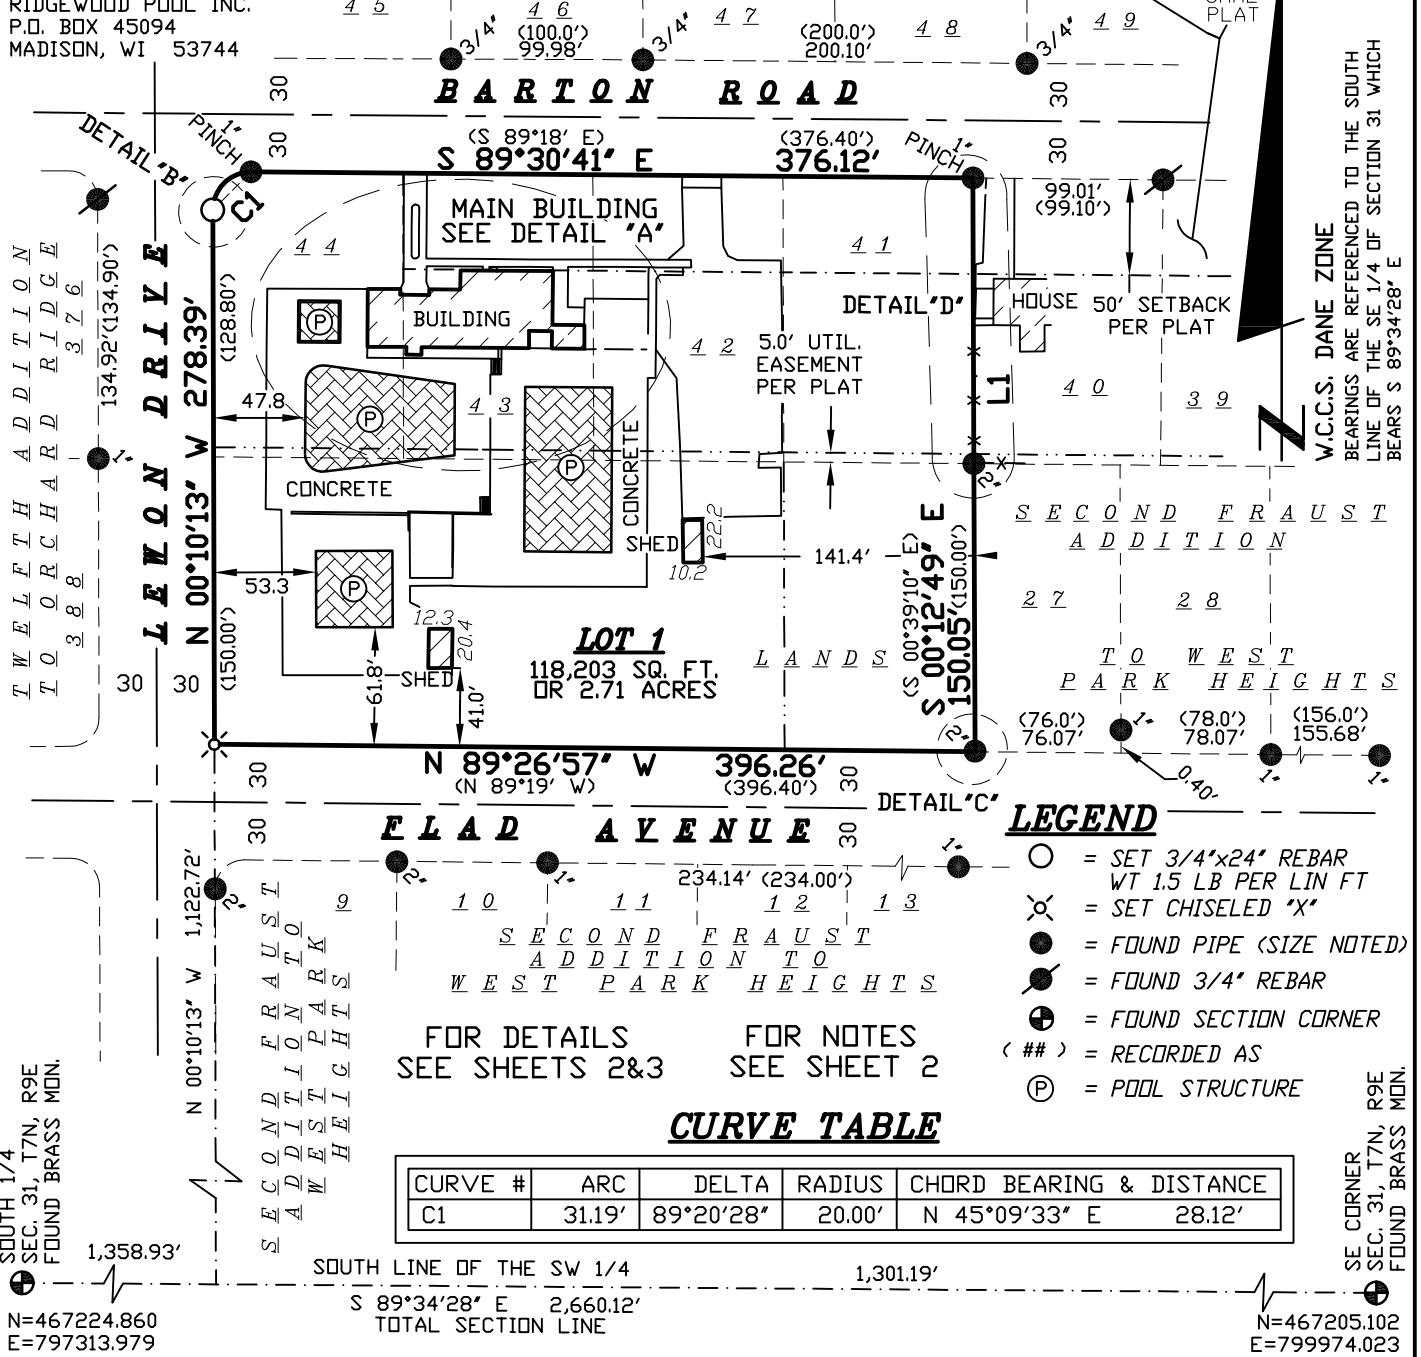 RIDGEWOOD POOL INC.
P.O. BOX 45094
MADISON, WI 53744
45
46
47
48
49
(100.0')
99.98'
(200.0')
200.10'
3/4"
3/4"
3/4"
PLAT
30
30
BARTON ROAD
30
30
DETAIL "B"
PINCH 1"
(S 89°18' E)
S 89°30'41" E
(376.40')
376.12'
PINCH 1"
C1
99.01'
(99.10')
MAIN BUILDING
SEE DETAIL "A"
44
41
BUILDING
P
DETAIL "D"
HOUSE
50' SETBACK
PER PLAT
42
5.0' UTIL.
EASEMENT
PER PLAT
L1
40
39
43
47.8
P
P
CONCRETE
CONCRETE
1"
2"
LEWON DRIVE
N 00°10'13" W 278.39'
(128.80')
(150.00')
134.92'(134.90')
TWELFTH ADDITION
TO ORCHARD RIDGE
388
376
W.C.C.S. DANE ZONE
BEARINGS ARE REFERENCED TO THE SOUTH
LINE OF THE SE 1/4 OF SECTION 31 WHICH
BEARS S 89°34'28" E
SECOND FRAUST
ADDITION
27
28
TO WEST
PARK HEIGHTS
SHED
22.2
10.2
141.4'
(S 00°39'10" E)
S 00°12'49" E
150.05'
(150.00')
53.3
P
12.3
20.4
SHED
61.8'
41.0'
LOT 1
118,203 SQ. FT.
OR 2.71 ACRES
LANDS
30
30
(76.0')
76.07'
1"
(78.0')
78.07'
(156.0')
155.68'
1"
1"
0.40'
2"
N 89°26'57" W
(N 89°19' W)
396.26'
(396.40')
30
30
DETAIL "C"
30
FLAD AVENUE
30
2"
2"
1"
1"
234.14' (234.00')
9
10
11
12
13
SECOND FRAUST
ADDITION TO
WEST PARK HEIGHTS
SECOND FRAUST
ADDITION TO
WEST PARK
HEIGHTS
N 00°10'13" W 1,122.72'
FOR DETAILS
SEE SHEETS 2&3
FOR NOTES
SEE SHEET 2
LEGEND
= SET 3/4"x24" REBAR
WT 1.5 LB PER LIN FT
= SET CHISELED "X"
= FOUND PIPE (SIZE NOTED)
= FOUND 3/4" REBAR
= FOUND SECTION CORNER
( ## ) = RECORDED AS
P = POOL STRUCTURE
CURVE TABLE
CURVE # ARC DELTA RADIUS CHORD BEARING & DISTANCE
C1 31.19' 89°20'28" 20.00' N 45°09'33" E 28.12'
SOUTH 1/4
SEC. 31, T7N, R9E
FOUND BRASS MON.
SE CORNER
SEC. 31, T7N, R9E
FOUND BRASS MON.
1,358.93'
SOUTH LINE OF THE SW 1/4
1,301.19'
S 89°34'28" E 2,660.12'
TOTAL SECTION LINE
N=467224.860
E=797313.979
N=467205.102
E=799974.023